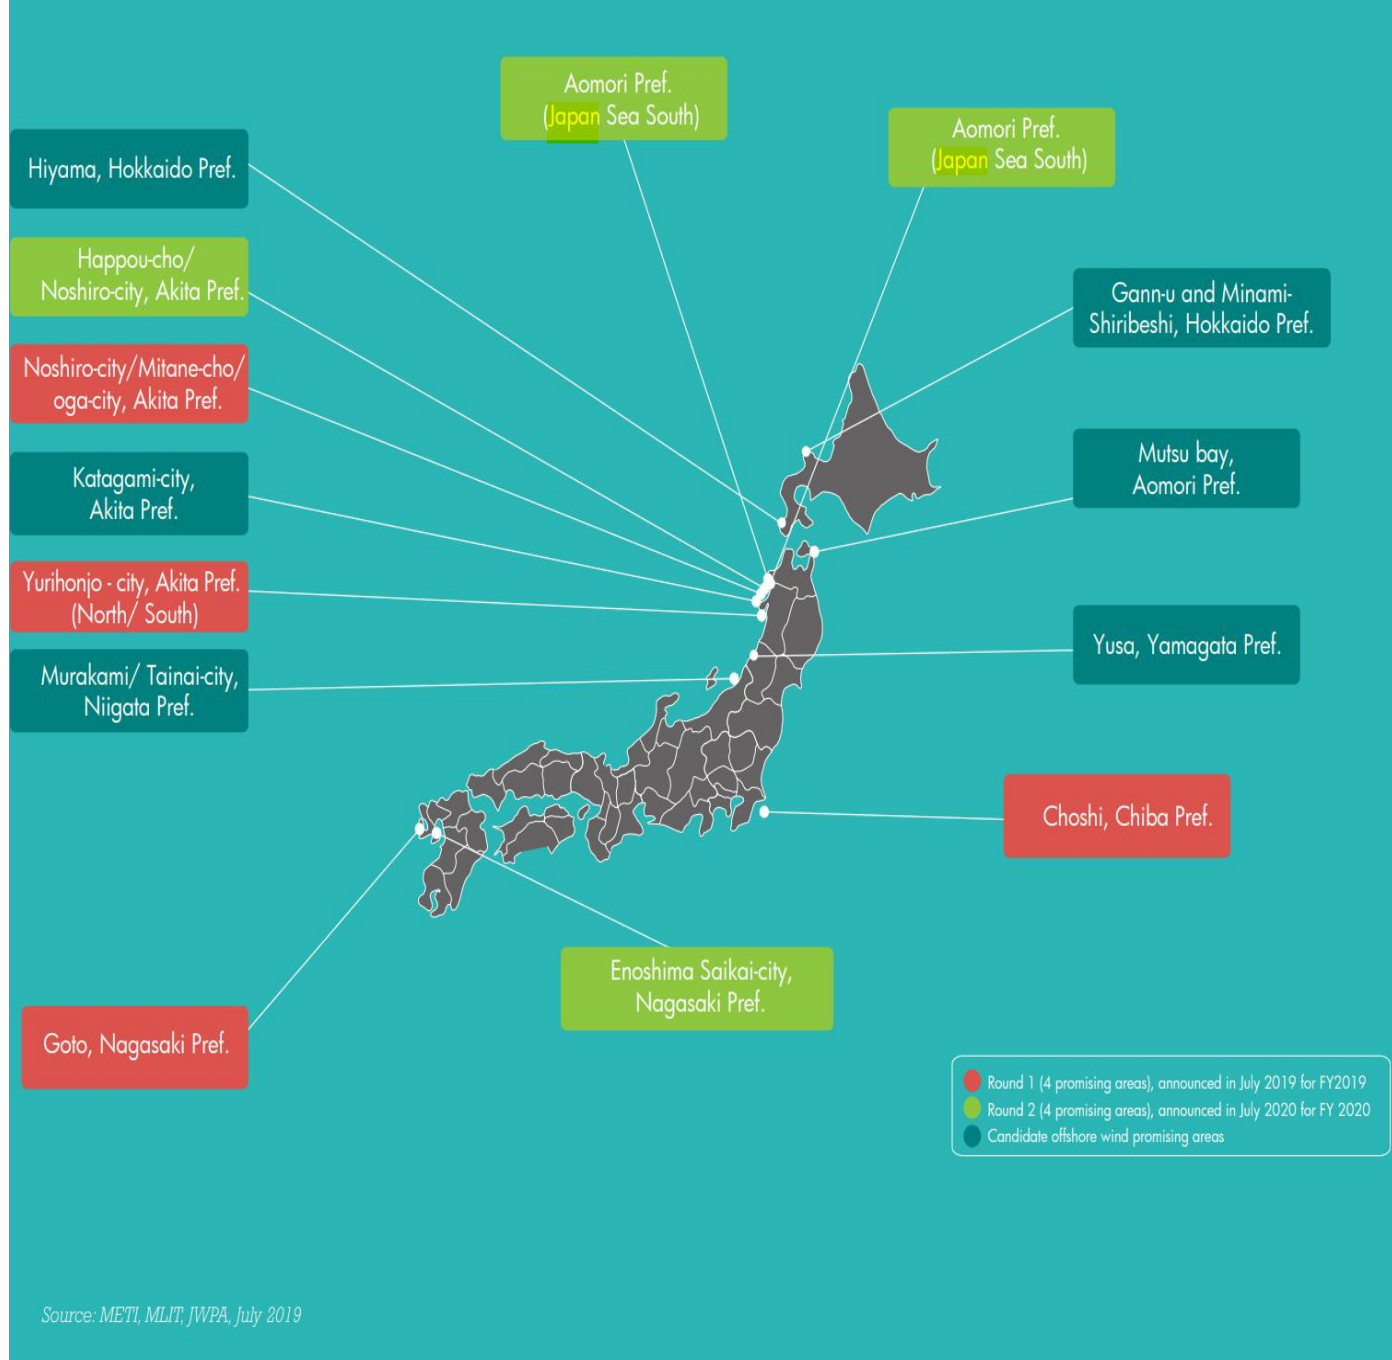 Aomori Pref.
(Japan Sea South)
Aomori Pref.
(Japan Sea South)
Hiyama, Hokkaido Pref.
Happou-cho/
Noshiro-city, Akita Pref.
Noshiro-city/Mitane-cho/
oga-city, Akita Pref.
Katagami-city,
Akita Pref.
Yurihonjo - city, Akita Pref.
(North/ South)
Murakami/ Tainai-city,
Niigata Pref.
Gann-u and Minami-
Shiribeshi, Hokkaido Pref.
Mutsu bay,
Aomori Pref.
Yusa, Yamagata Pref.
Choshi, Chiba Pref.
Enoshima Saikai-city,
Nagasaki Pref.
Goto, Nagasaki Pref.
Round 1 (4 promising areas), announced in July 2019 for FY2019
Round 2 (4 promising areas), announced in July 2020 for FY 2020
Candidate offshore wind promising areas
Source: METI, MLIT, JWPA, July 2019